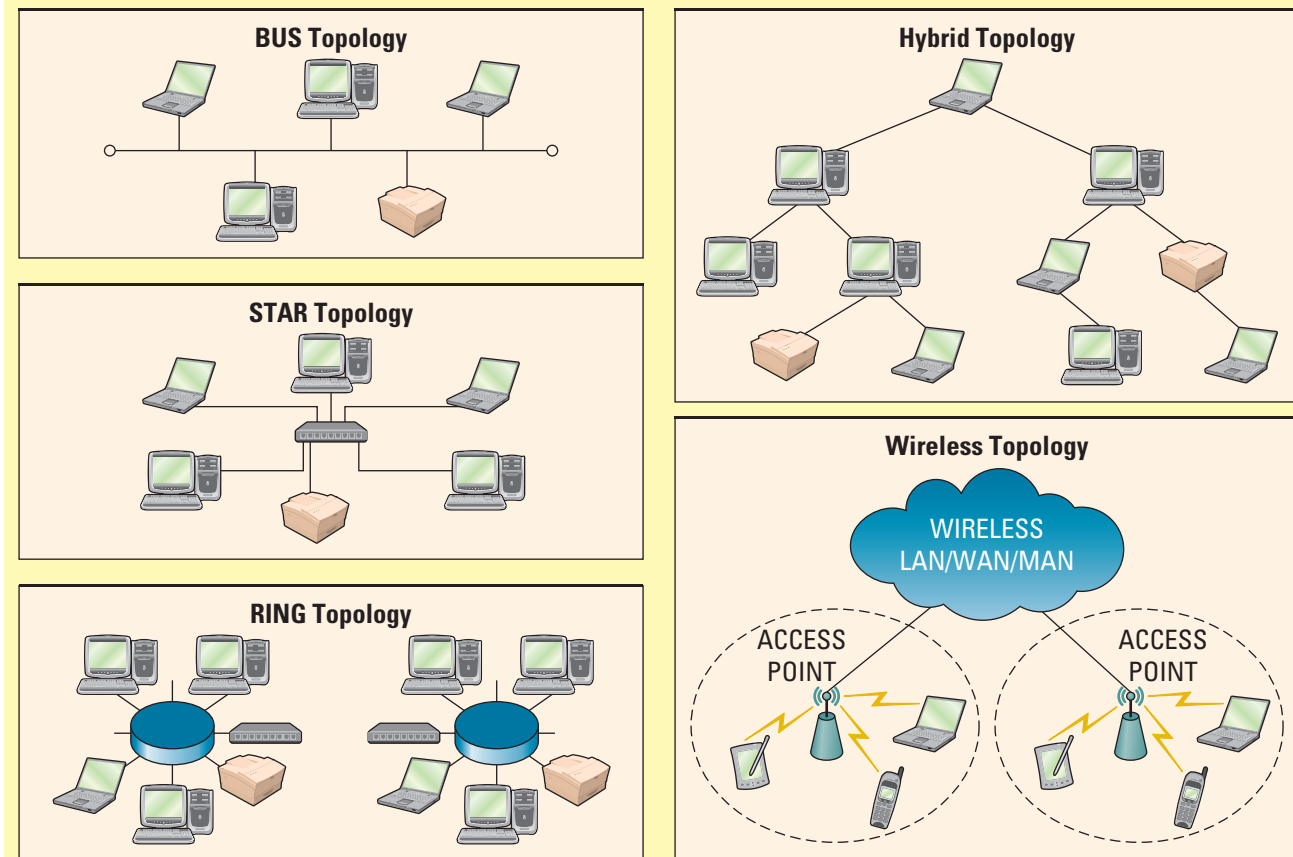 BUS Topology
STAR Topology
RING Topology
Hybrid Topology
Wireless Topology
WIRELESS
LAN/WAN/MAN
ACCESS
POINT
ACCESS
POINT